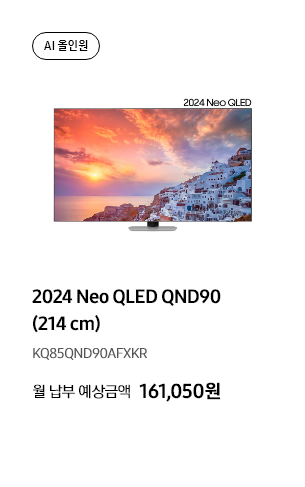 AI 올인원
2024 Neo QLED
2024 Neo QLED QND90
(214 cm)
KQ85QND90AFXKR
월 납부 예상금액 161,050원